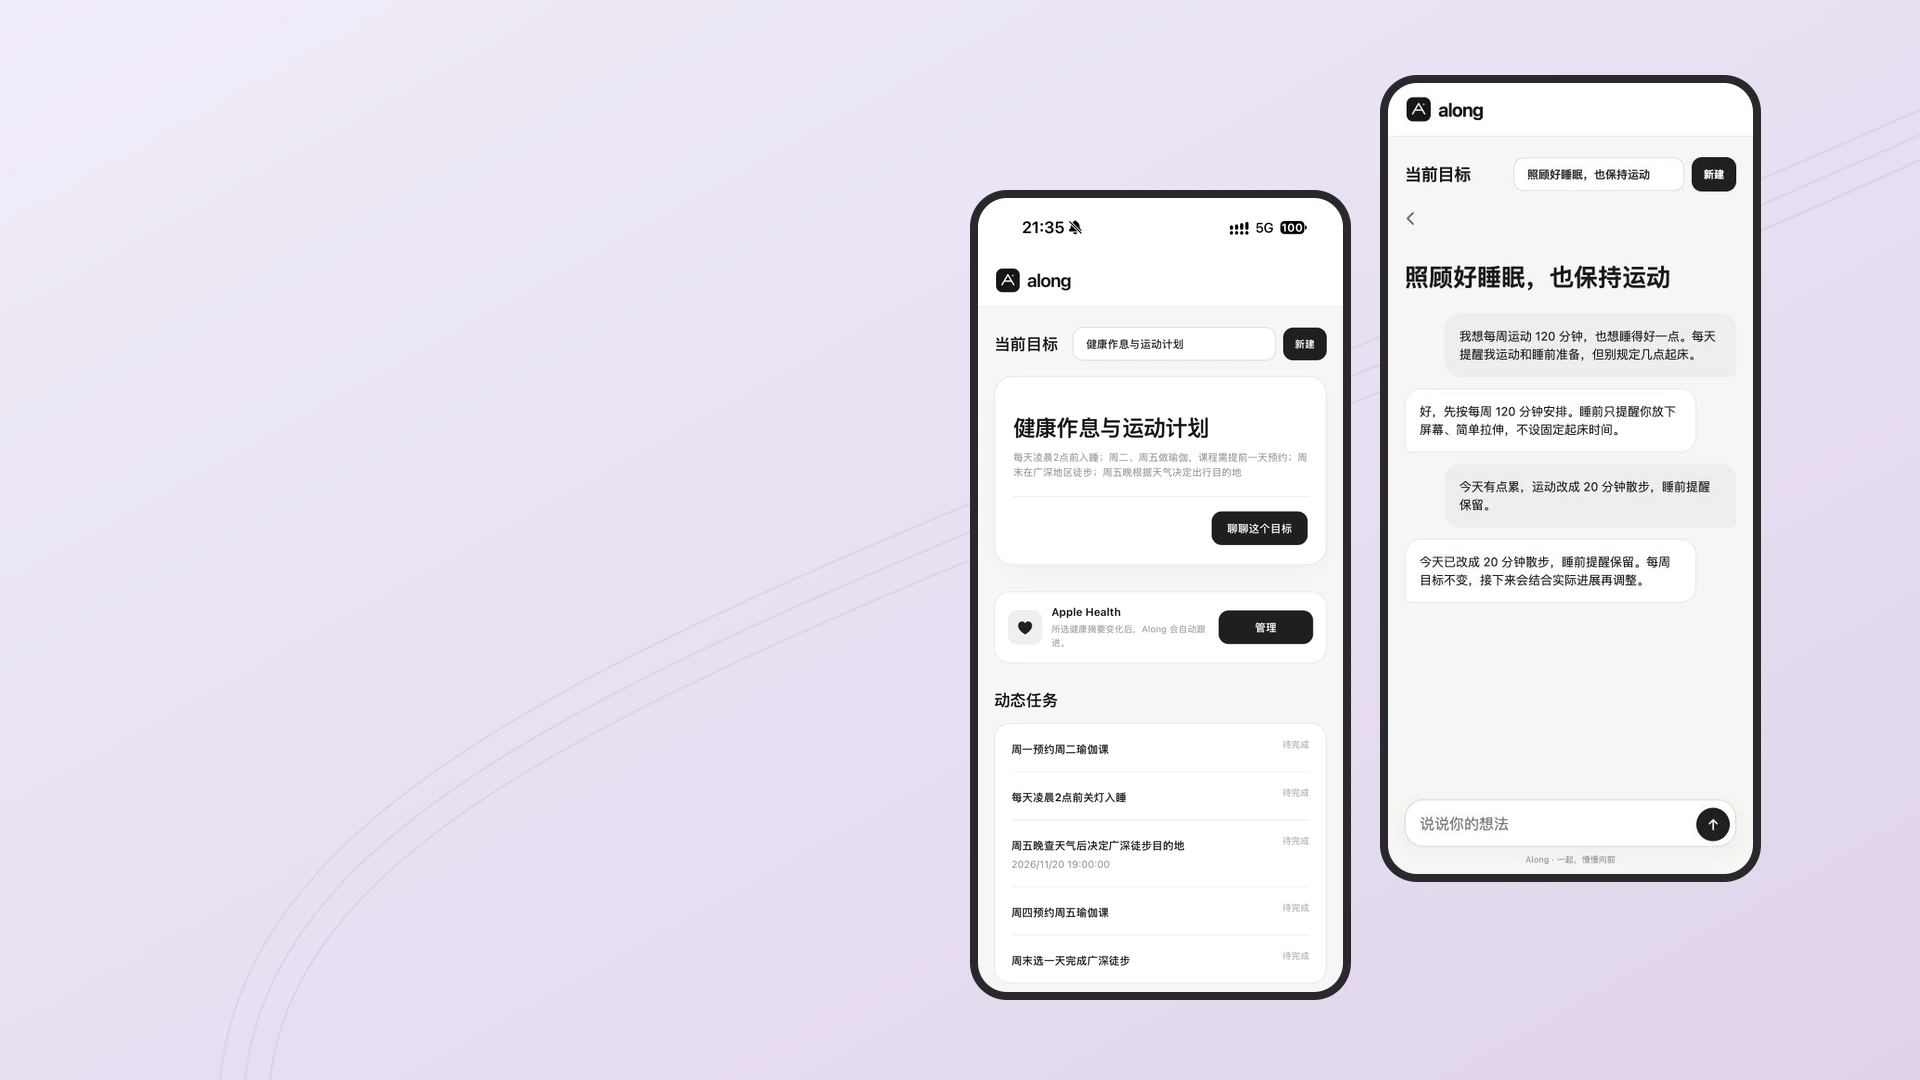 21:35
5G
100
along
当前目标
健康作息与运动计划
新建
健康作息与运动计划
每天凌晨2点前入睡；周二、周五做瑜伽，课程需提前一天预约；周
末在广深地区徒步；周五晚根据天气决定出行目的地
聊聊这个目标
Apple Health
所选健康摘要变化后，Along 会自动跟
进。
管理
动态任务
周一预约周二瑜伽课
待完成
每天凌晨2点前关灯入睡
待完成
周五晚查天气后决定广深徒步目的地
待完成
2026/11/20 19:00:00
周四预约周五瑜伽课
待完成
周末选一天完成广深徒步
待完成
along
当前目标
照顾好睡眠，也保持运动
新建
照顾好睡眠，也保持运动
我想每周运动 120 分钟，也想睡得好一点。每天
提醒我运动和睡前准备，但别规定几点起床。
好，先按每周 120 分钟安排。睡前只提醒你放下
屏幕、简单拉伸，不设固定起床时间。
今天有点累，运动改成 20 分钟散步，睡前提醒
保留。
今天已改成 20 分钟散步，睡前提醒保留。每周
目标不变，接下来会结合实际进展再调整。
说说你的想法
Along · 一起，慢慢向前